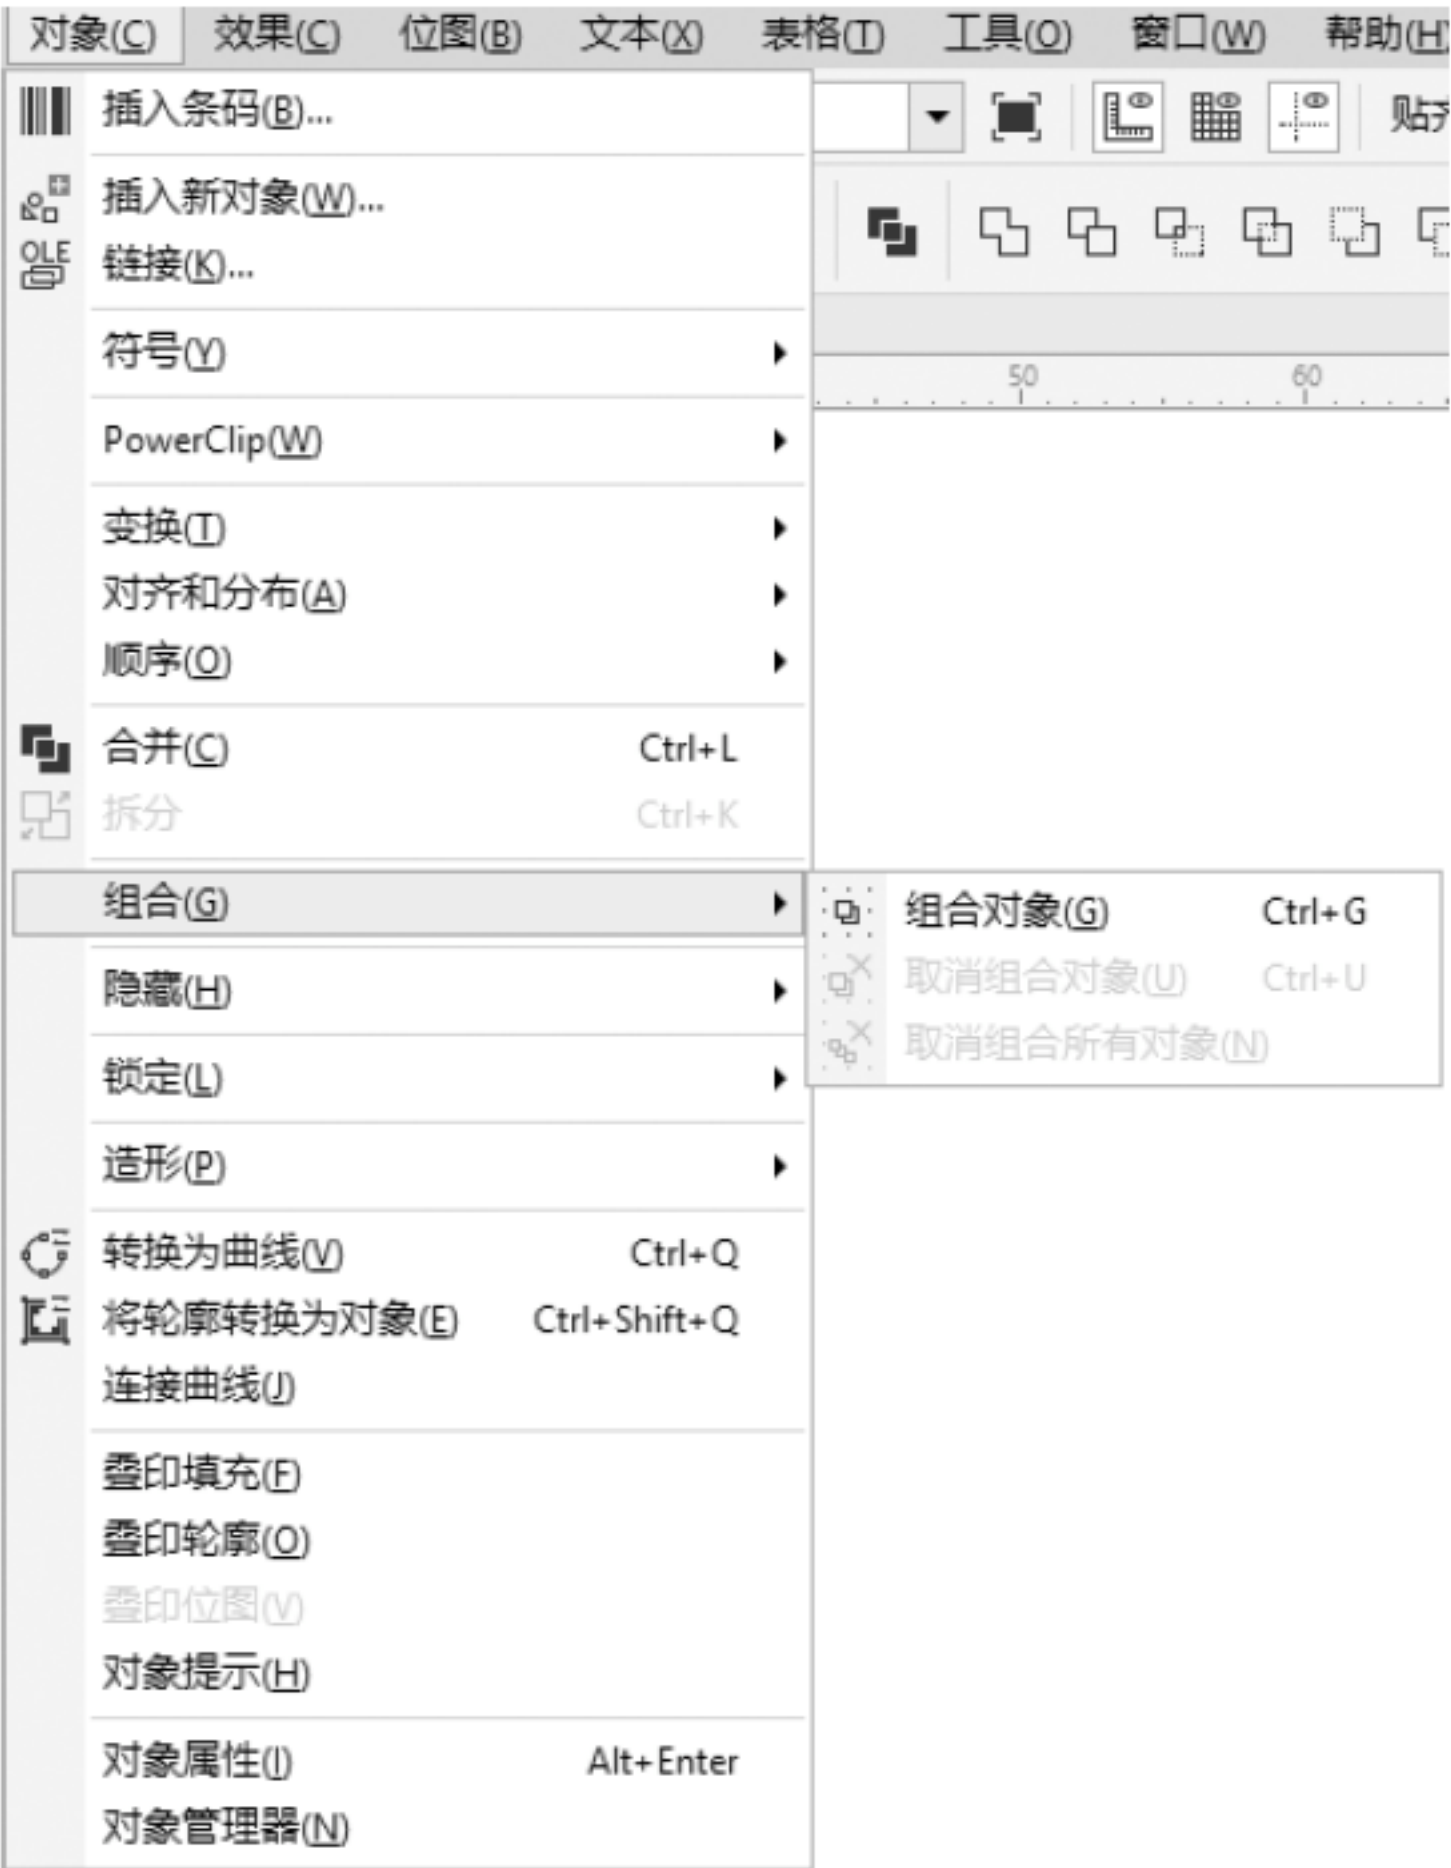 对象(C) 效果(C) 位图(B) 文本(X) 表格(T) 工具(O) 窗口(W) 帮助(H)
插入条码(B)...
贴齐
插入新对象(W)...
OLE 链接(K)...
符号(Y)
50 60
PowerClip(W)
变换(T)
对齐和分布(A)
顺序(O)
合并(C) Ctrl+L
拆分 Ctrl+K
组合(G)
组合对象(G) Ctrl+G
取消组合对象(U) Ctrl+U
取消组合所有对象(N)
隐藏(H)
锁定(L)
造形(P)
转换为曲线(V) Ctrl+Q
将轮廓转换为对象(E) Ctrl+Shift+Q
连接曲线(J)
叠印填充(F)
叠印轮廓(O)
叠印位图(V)
对象提示(H)
对象属性(I) Alt+Enter
对象管理器(N)